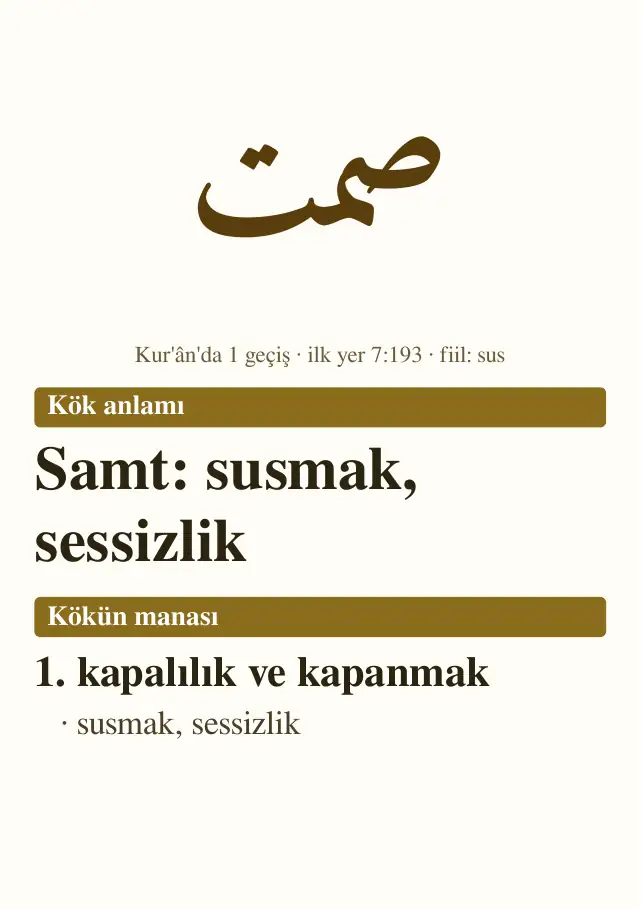 صمت
Kur'ân'da 1 geçiş · ilk yer 7:193 · fiil: sus
Kök anlamı
Samt: susmak,
sessizlik
Kökün manası
1. kapalılık ve kapanmak
· susmak, sessizlik